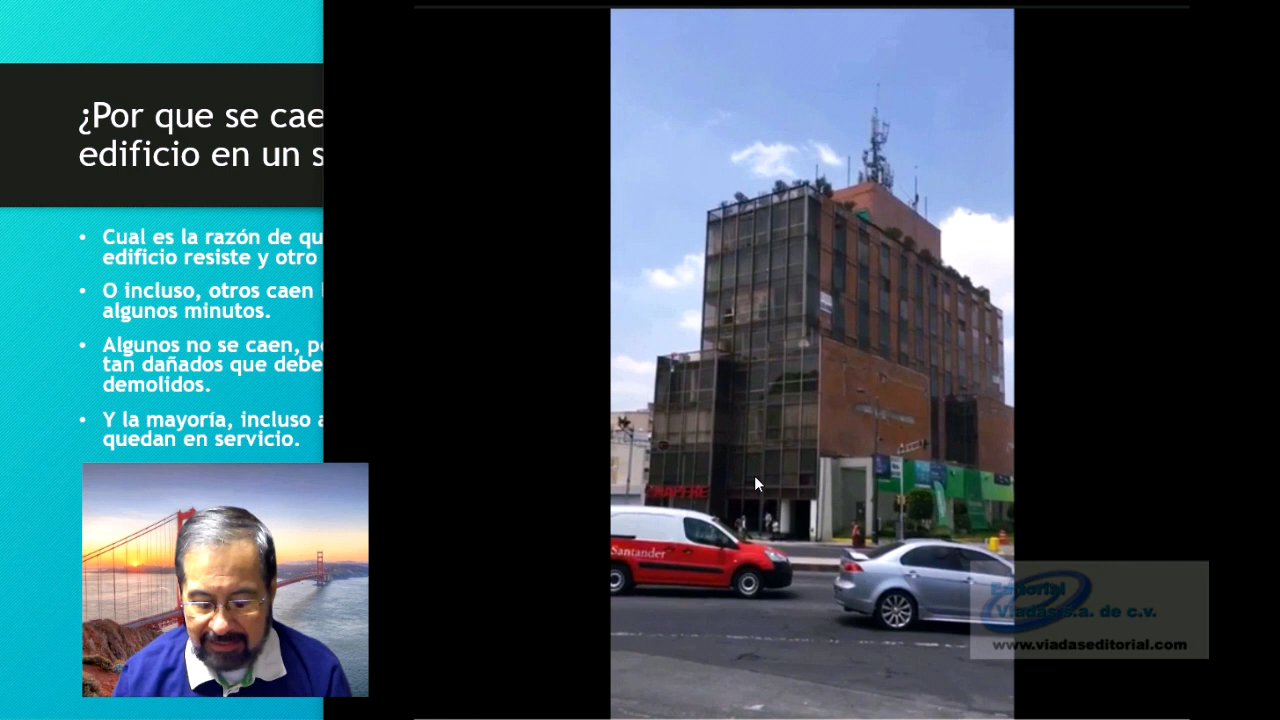 ¿Por que se cae
edificio en un s
• Cual es la razón de qu
edificio resiste y otro
• O incluso, otros caen
algunos minutos.
• Algunos no se caen, p
tan dañados que debe
demolidos.
• Y la mayoría, incluso a
quedan en servicio.
MAPFRE
Santander
Editorial
Viadas s.a. de c.v.
www.viadaseditorial.com